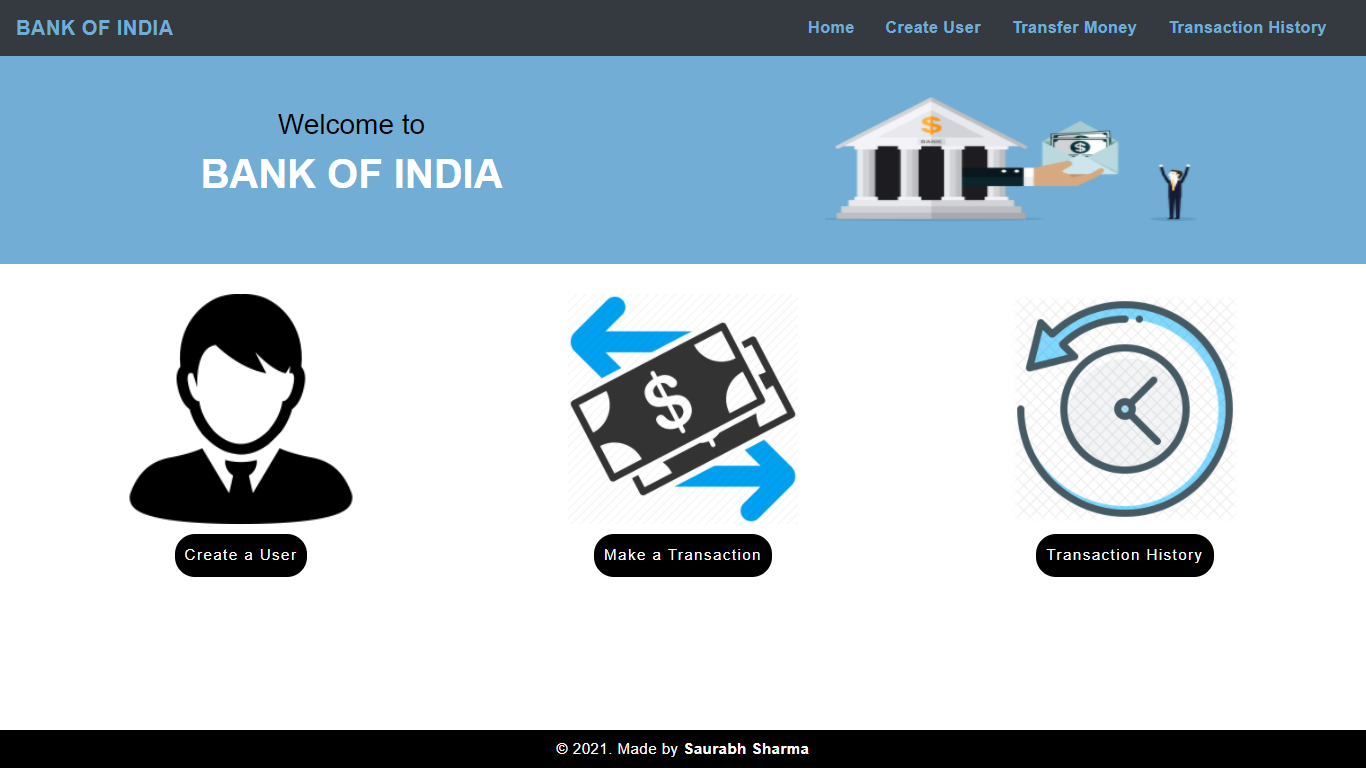 BANK OF INDIA
Home Create User Transfer Money Transaction History
Welcome to
BANK OF INDIA
$
BANK
$
$
Create a User
Make a Transaction
Transaction History
© 2021. Made by Saurabh Sharma